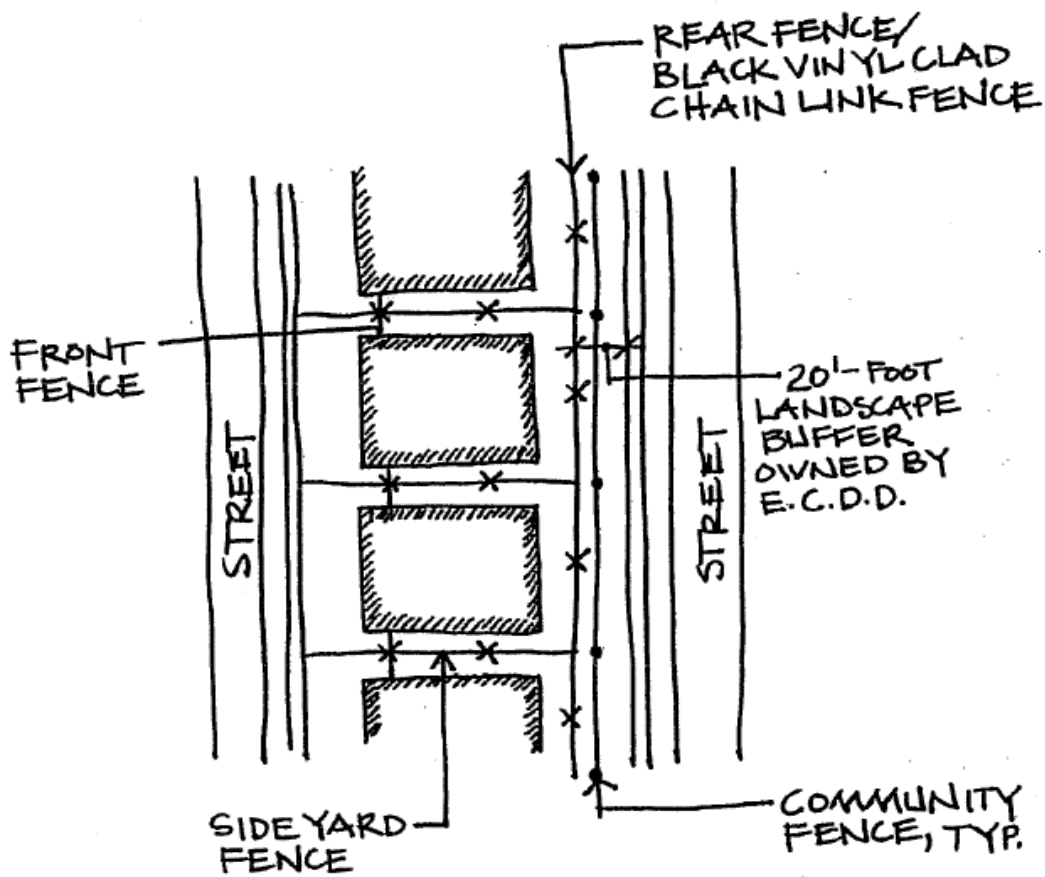 REAR FENCE/
BLACK VINYL CLAD
CHAIN LINK FENCE
FRONT
FENCE
20'-FOOT
LANDSCAPE
BUFFER
OWNED BY
E.C.D.D.
STREET
STREET
SIDE YARD
FENCE
COMMUNITY
FENCE, TYP.